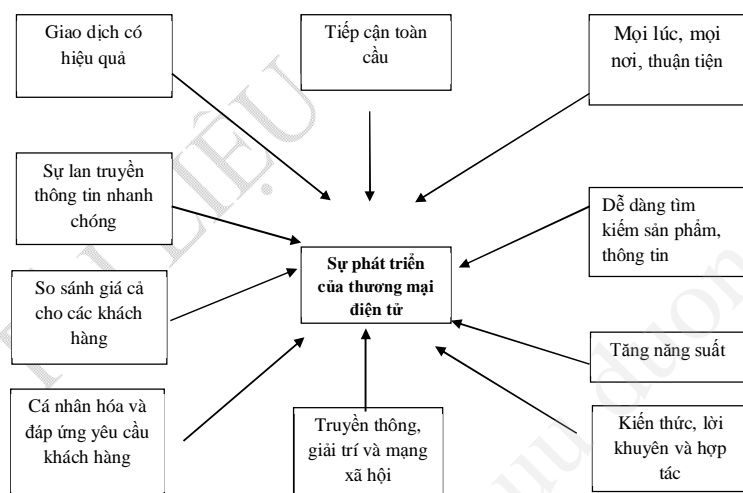 Giao dịch có
hiệu quả
Tiếp cận toàn
cầu
Mọi lúc, mọi
nơi, thuận tiện
Sự lan truyền
thông tin nhanh
chóng
Dễ dàng tìm
kiếm sản phẩm,
thông tin
Sự phát triển
của thương mại
điện tử
So sánh giá cả
cho các khách
hàng
Tăng năng suất
Cá nhân hóa và
đáp ứng yêu cầu
khách hàng
Truyền thông,
giải trí và mạng
xã hội
Kiến thức, lời
khuyên và hợp
tác
LIỆU